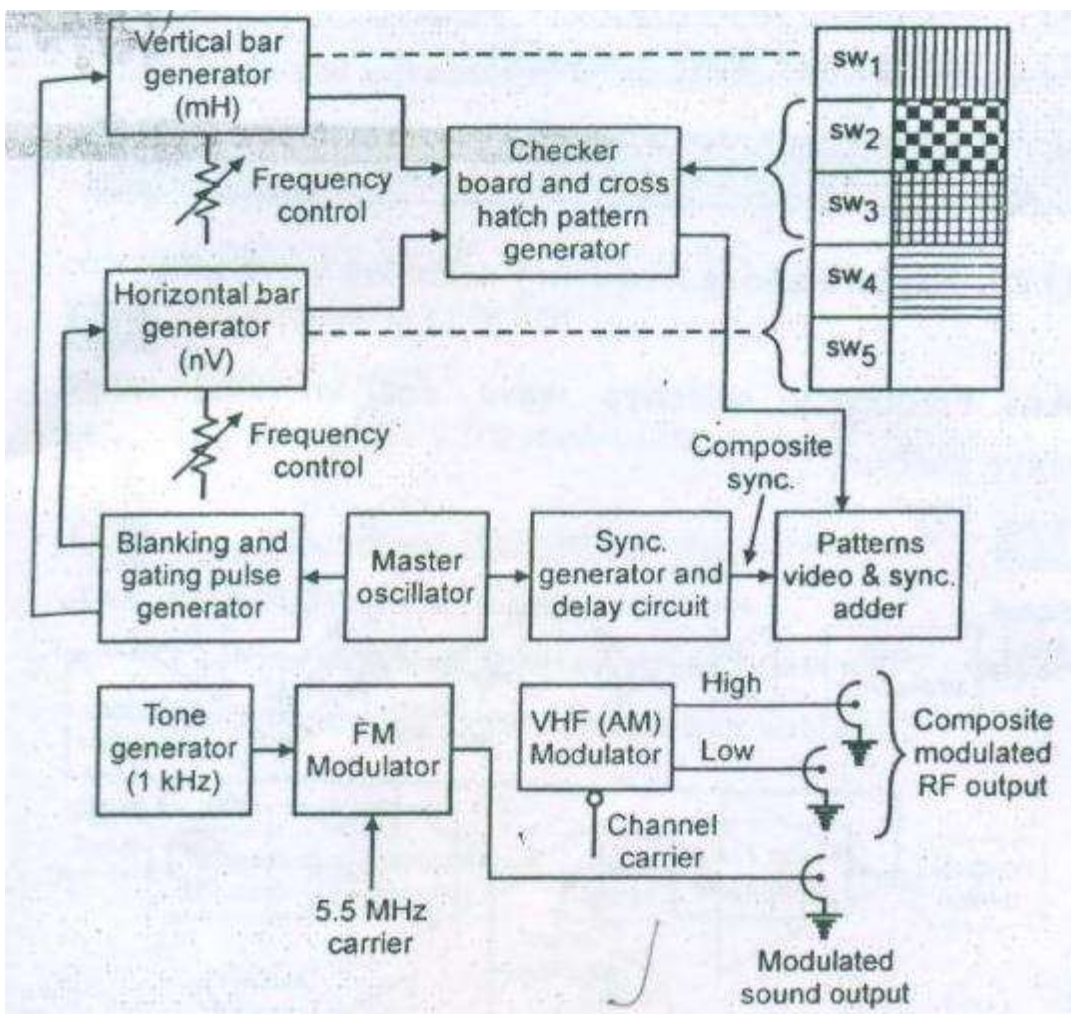 Vertical bar
generator
(mH)
sw1
sw2
sw3
sw4
sw5
Frequency
control
Checker
board and cross
hatch pattern
generator
Horizontal bar
generator
(nV)
Frequency
control
Composite
sync.
Blanking and
gating pulse
generator
Master
oscillator
Sync.
generator and
delay circuit
Patterns
video & sync.
adder
Tone
generator
(1 kHz)
FM
Modulator
VHF (AM)
Modulator
High
Low
Composite
modulated
RF output
Channel
carrier
5.5 MHz
carrier
Modulated
sound output